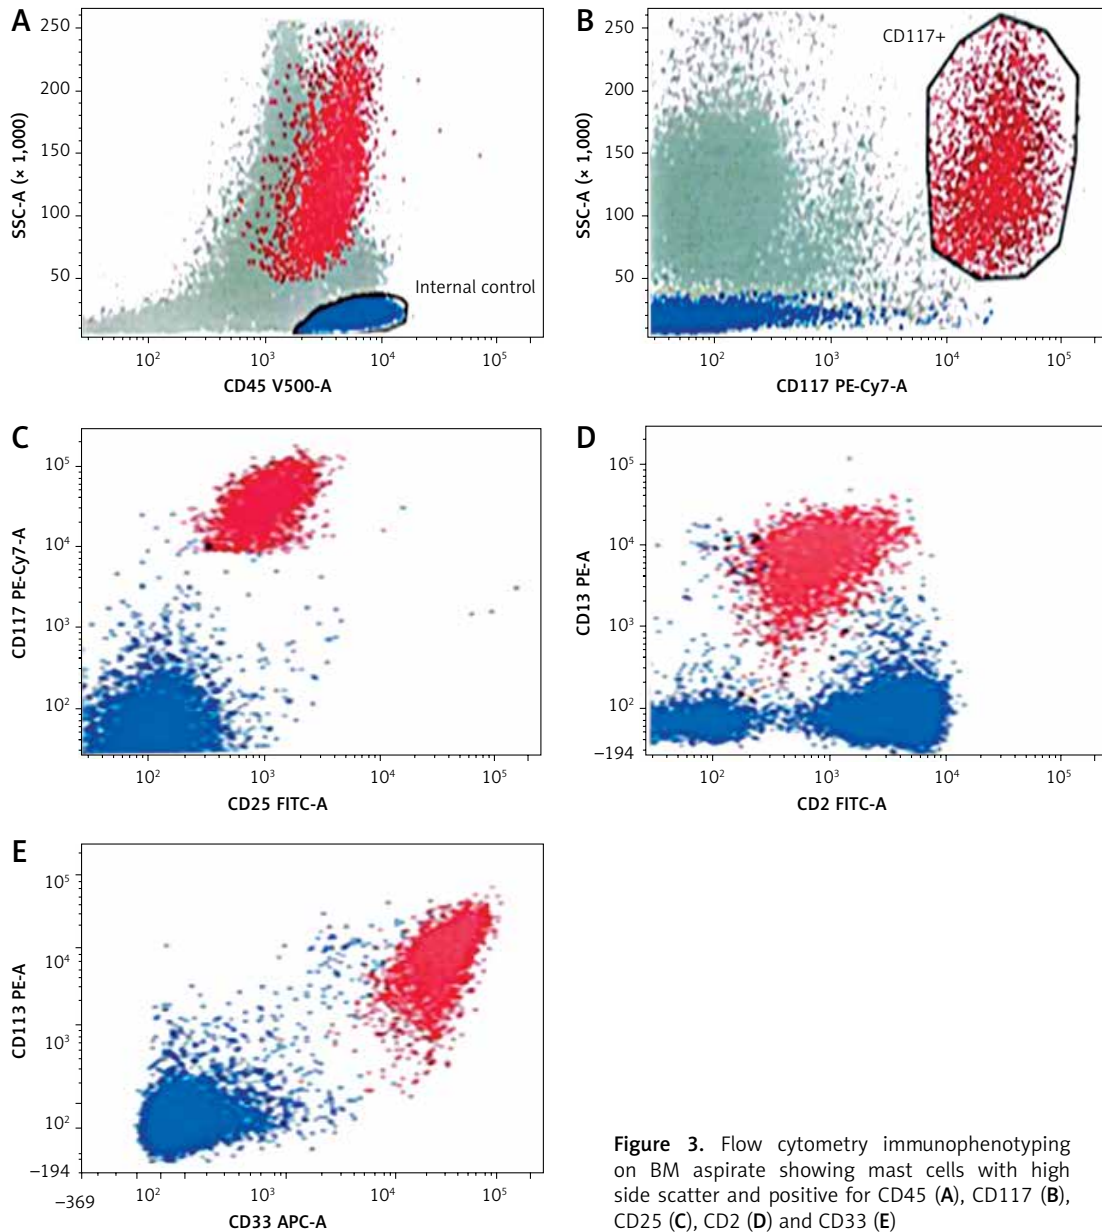 A
250
200
150
100
50
SSC-A (× 1,000)
Internal control
10² 10³ 10⁴ 10⁵
CD45 V500-A
B
250
200
150
100
50
SSC-A (× 1,000)
CD117+
10² 10³ 10⁴ 10⁵
CD117 PE-Cy7-A
C
10⁵
10⁴
10³
10²
CD117 PE-Cy7-A
10² 10³ 10⁴ 10⁵
CD25 FITC-A
D
10⁵
10⁴
10³
10²
−194
CD13 PE-A
10² 10³ 10⁴ 10⁵
CD2 FITC-A
E
10⁵
10⁴
10³
10²
−194
CD113 PE-A
−369 10² 10³ 10⁴ 10⁵
CD33 APC-A
Figure 3. Flow cytometry immunophenotyping
on BM aspirate showing mast cells with high
side scatter and positive for CD45 (A), CD117 (B),
CD25 (C), CD2 (D) and CD33 (E)